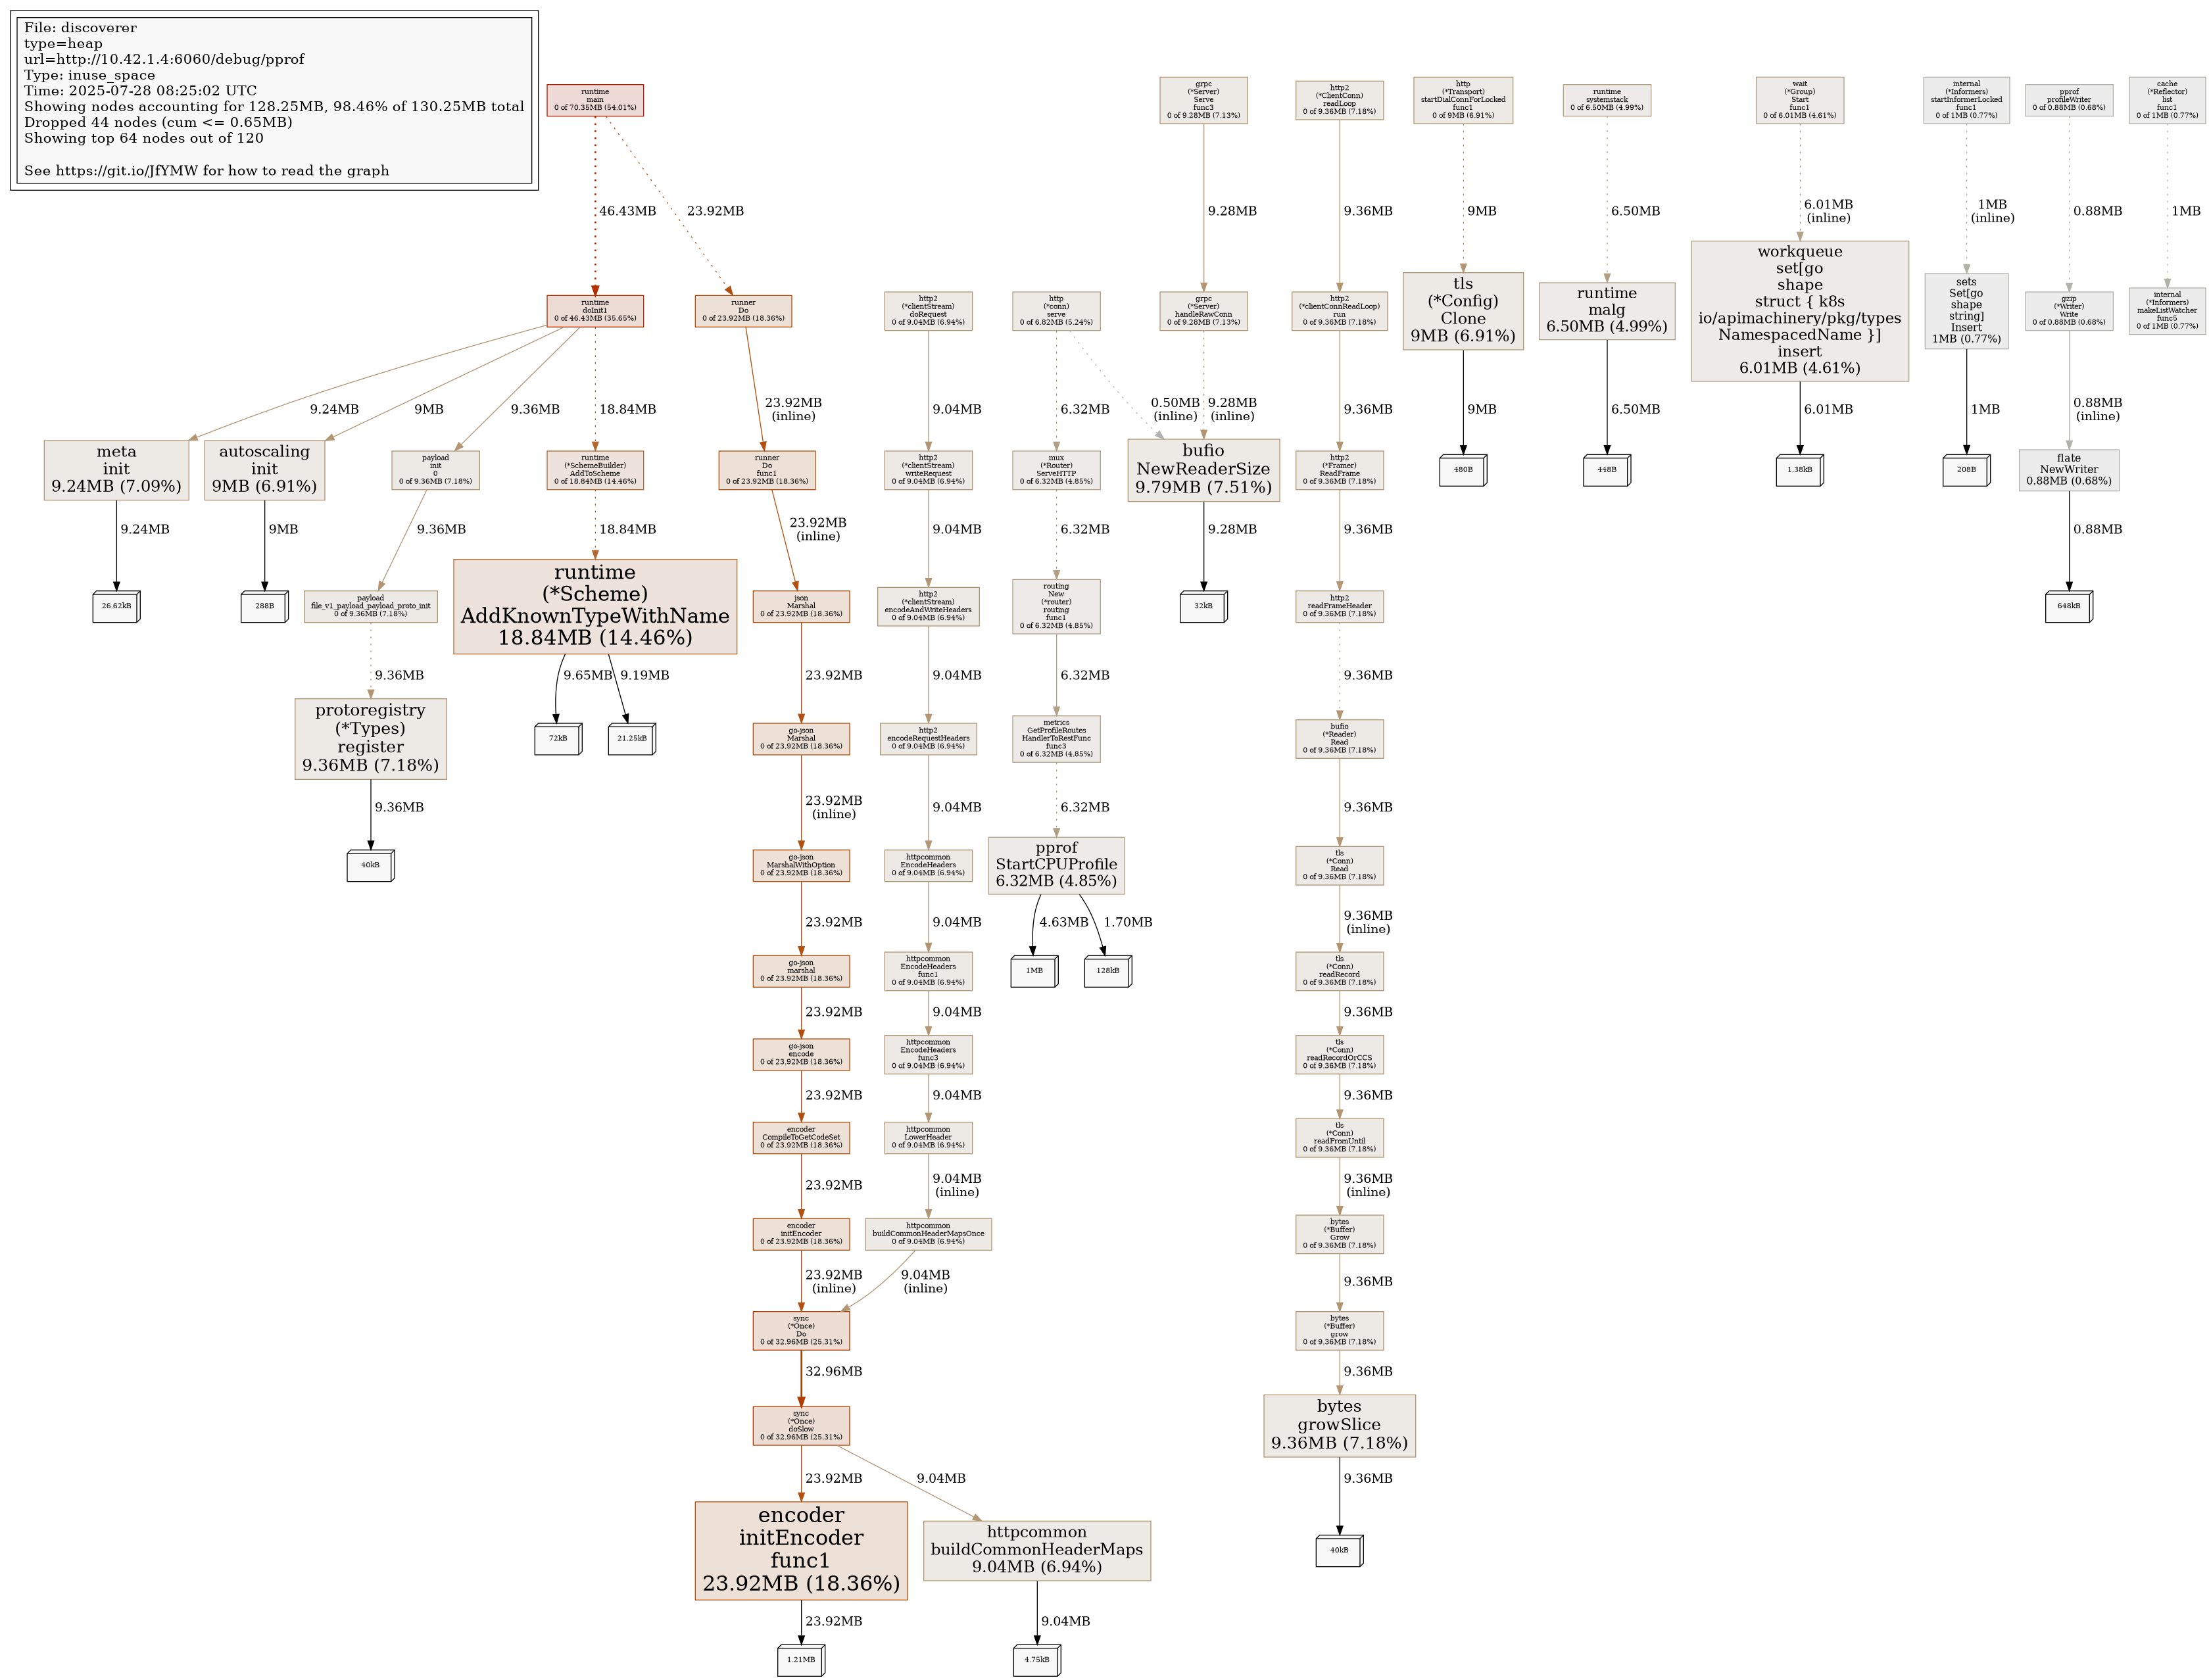 File: discoverer
type=heap
url=http://10.42.1.4:6060/debug/pprof
Type: inuse_space
Time: 2025-07-28 08:25:02 UTC
Showing nodes accounting for 128.25MB, 98.46% of 130.25MB total
Dropped 44 nodes (cum <= 0.65MB)
Showing top 64 nodes out of 120
See https://git.io/JfYMW for how to read the graph
runtime
main
0 of 70.35MB (54.01%)
grpc
(*Server)
Serve
func3
0 of 9.28MB (7.13%)
http2
(*ClientConn)
readLoop
0 of 9.36MB (7.18%)
http
(*Transport)
startDialConnForLocked
func1
0 of 9MB (6.91%)
runtime
systemstack
0 of 6.50MB (4.99%)
wait
(*Group)
Start
func1
0 of 6.01MB (4.61%)
internal
(*Informers)
startInformerLocked
func1
0 of 1MB (0.77%)
pprof
profileWriter
0 of 0.88MB (0.68%)
cache
(*Reflector)
list
func1
0 of 1MB (0.77%)
46.43MB
23.92MB
9.28MB
9.36MB
9MB
6.50MB
6.01MB
(inline)
1MB
(inline)
0.88MB
1MB
runtime
doInit1
0 of 46.43MB (35.65%)
runner
Do
0 of 23.92MB (18.36%)
http2
(*clientStream)
doRequest
0 of 9.04MB (6.94%)
http
(*conn)
serve
0 of 6.82MB (5.24%)
grpc
(*Server)
handleRawConn
0 of 9.28MB (7.13%)
http2
(*clientConnReadLoop)
run
0 of 9.36MB (7.18%)
tls
(*Config)
Clone
9MB (6.91%)
runtime
malg
6.50MB (4.99%)
workqueue
set[go
shape
struct { k8s
io/apimachinery/pkg/types
NamespacedName }]
insert
6.01MB (4.61%)
sets
Set[go
shape
string]
Insert
1MB (0.77%)
gzip
(*Writer)
Write
0 of 0.88MB (0.68%)
internal
(*Informers)
makeListWatcher
func5
0 of 1MB (0.77%)
9.24MB
9MB
9.36MB
18.84MB
23.92MB
(inline)
9.04MB
6.32MB
0.50MB
(inline)
9.28MB
(inline)
9.36MB
9MB
6.50MB
6.01MB
1MB
0.88MB
(inline)
meta
init
9.24MB (7.09%)
autoscaling
init
9MB (6.91%)
payload
init
0
0 of 9.36MB (7.18%)
runtime
(*SchemeBuilder)
AddToScheme
0 of 18.84MB (14.46%)
runner
Do
func1
0 of 23.92MB (18.36%)
http2
(*clientStream)
writeRequest
0 of 9.04MB (6.94%)
mux
(*Router)
ServeHTTP
0 of 6.32MB (4.85%)
bufio
NewReaderSize
9.79MB (7.51%)
http2
(*Framer)
ReadFrame
0 of 9.36MB (7.18%)
480B
448B
1.38kB
208B
flate
NewWriter
0.88MB (0.68%)
9.24MB
9MB
9.36MB
18.84MB
23.92MB
(inline)
9.04MB
6.32MB
9.28MB
9.36MB
0.88MB
26.62kB
288B
payload
file_v1_payload_payload_proto_init
0 of 9.36MB (7.18%)
runtime
(*Scheme)
AddKnownTypeWithName
18.84MB (14.46%)
json
Marshal
0 of 23.92MB (18.36%)
http2
(*clientStream)
encodeAndWriteHeaders
0 of 9.04MB (6.94%)
routing
New
(*router)
routing
func1
0 of 6.32MB (4.85%)
32kB
http2
readFrameHeader
0 of 9.36MB (7.18%)
648kB
9.36MB
9.65MB
9.19MB
23.92MB
9.04MB
6.32MB
9.36MB
protoregistry
(*Types)
register
9.36MB (7.18%)
72kB
21.25kB
go-json
Marshal
0 of 23.92MB (18.36%)
http2
encodeRequestHeaders
0 of 9.04MB (6.94%)
metrics
GetProfileRoutes
HandlerToRestFunc
func3
0 of 6.32MB (4.85%)
bufio
(*Reader)
Read
0 of 9.36MB (7.18%)
9.36MB
23.92MB
(inline)
9.04MB
6.32MB
9.36MB
40kB
go-json
MarshalWithOption
0 of 23.92MB (18.36%)
httpcommon
EncodeHeaders
0 of 9.04MB (6.94%)
pprof
StartCPUProfile
6.32MB (4.85%)
tls
(*Conn)
Read
0 of 9.36MB (7.18%)
23.92MB
9.04MB
4.63MB
1.70MB
9.36MB
(inline)
go-json
marshal
0 of 23.92MB (18.36%)
httpcommon
EncodeHeaders
func1
0 of 9.04MB (6.94%)
1MB
128kB
tls
(*Conn)
readRecord
0 of 9.36MB (7.18%)
23.92MB
9.04MB
9.36MB
go-json
encode
0 of 23.92MB (18.36%)
httpcommon
EncodeHeaders
func3
0 of 9.04MB (6.94%)
tls
(*Conn)
readRecordOrCCS
0 of 9.36MB (7.18%)
23.92MB
9.04MB
9.36MB
encoder
CompileToGetCodeSet
0 of 23.92MB (18.36%)
httpcommon
LowerHeader
0 of 9.04MB (6.94%)
tls
(*Conn)
readFromUntil
0 of 9.36MB (7.18%)
23.92MB
9.04MB
(inline)
9.36MB
(inline)
encoder
initEncoder
0 of 23.92MB (18.36%)
httpcommon
buildCommonHeaderMapsOnce
0 of 9.04MB (6.94%)
bytes
(*Buffer)
Grow
0 of 9.36MB (7.18%)
23.92MB
(inline)
9.04MB
(inline)
9.36MB
sync
(*Once)
Do
0 of 32.96MB (25.31%)
bytes
(*Buffer)
grow
0 of 9.36MB (7.18%)
32.96MB
9.36MB
sync
(*Once)
doSlow
0 of 32.96MB (25.31%)
bytes
growSlice
9.36MB (7.18%)
23.92MB
9.04MB
9.36MB
encoder
initEncoder
func1
23.92MB (18.36%)
httpcommon
buildCommonHeaderMaps
9.04MB (6.94%)
40kB
23.92MB
9.04MB
1.21MB
4.75kB